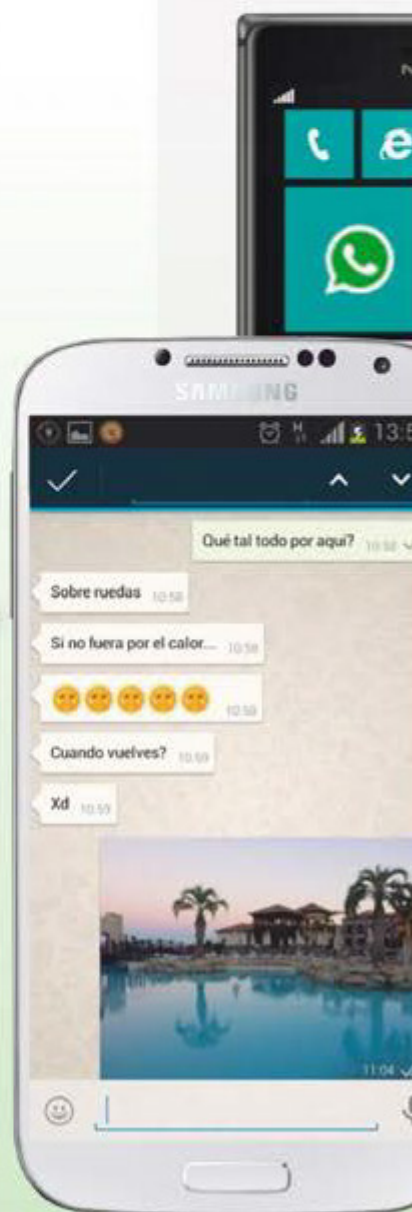 N
SAMSUNG
H
13:5
Qué tal todo por aqui? 10:58
Sobre ruedas 10:58
Si no fuera por el calor... 10:58
10:58
Cuando vuelves? 10:59
Xd 10:59
11:04